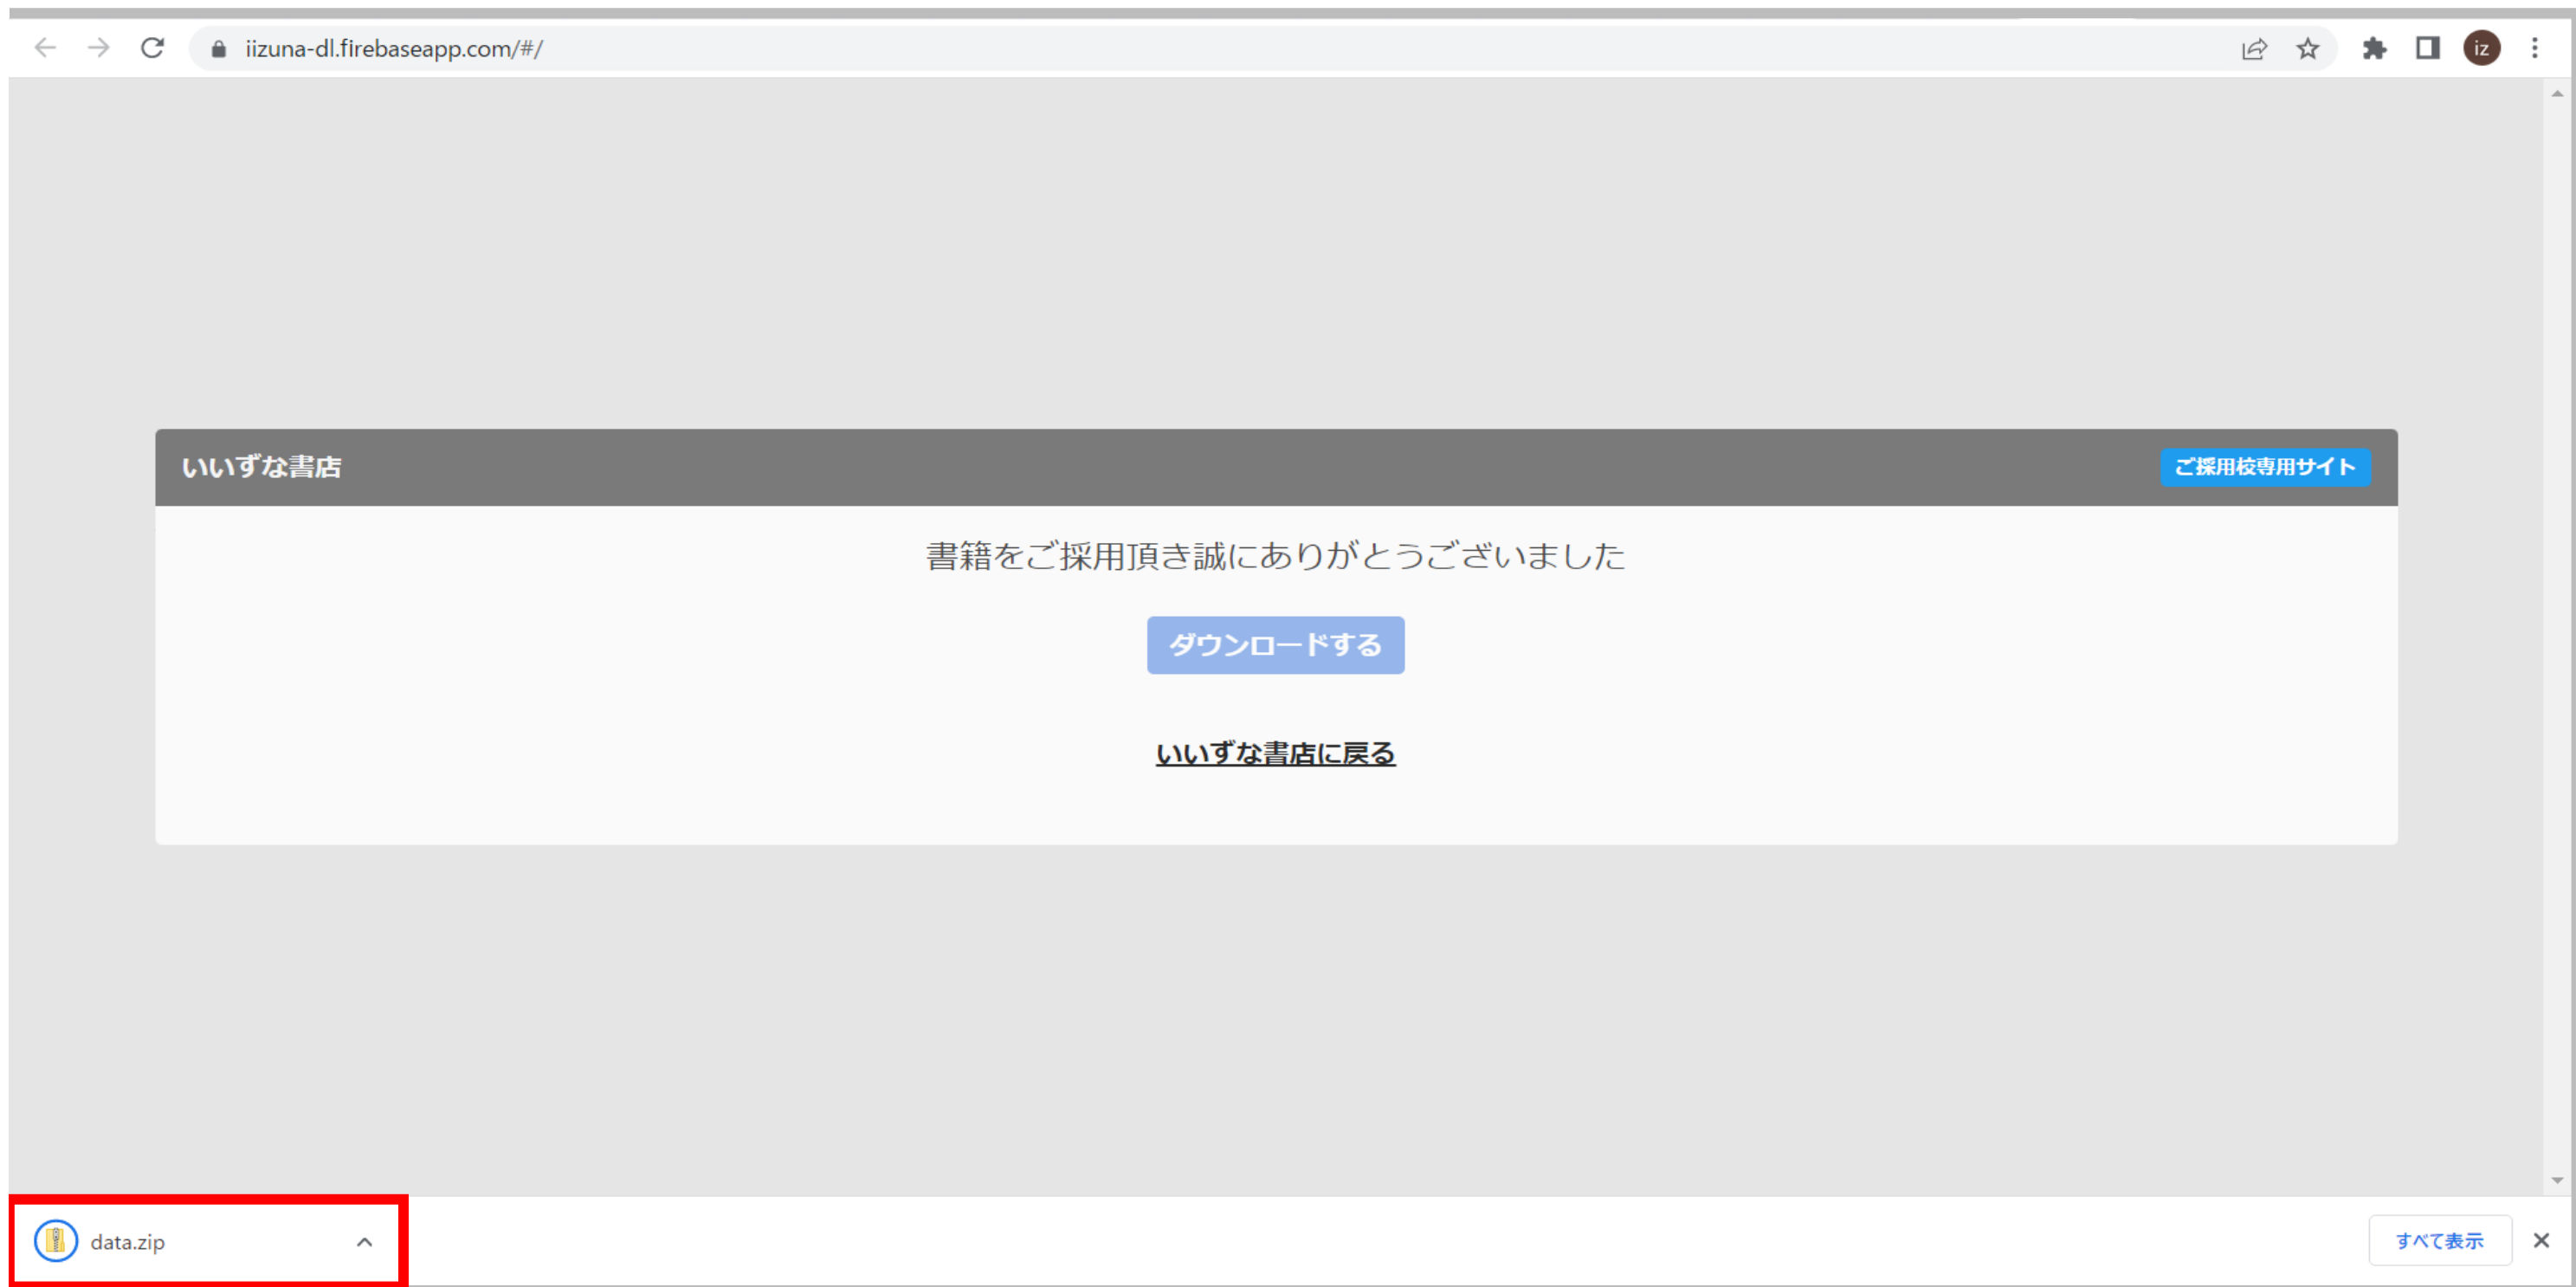 iizuna-dl.firebaseapp.com/#/
iz
いいずな書店
ご採用校専用サイト
書籍をご採用頂き誠にありがとうございました
ダウンロードする
いいずな書店に戻る
data.zip
すべて表示